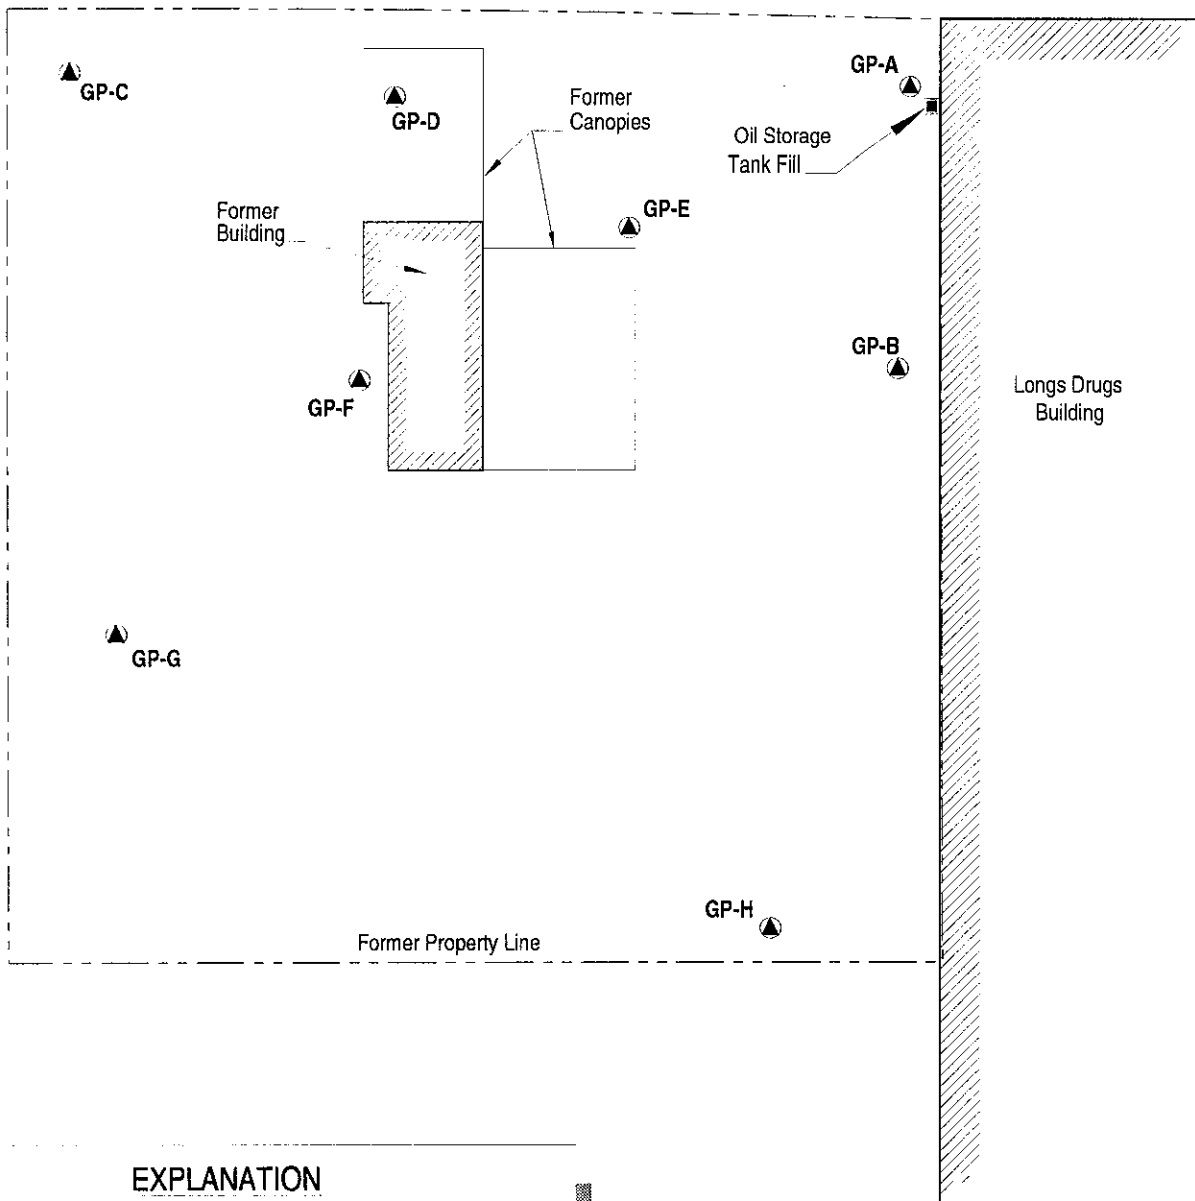 GP-C
GP-D
Former
Canopies
GP-A
Oil Storage
Tank Fill
Former
Building
GP-E
GP-B
GP-F
Longs Drugs
Building
GP-G
GP-H
Former Property Line
EXPLANATION